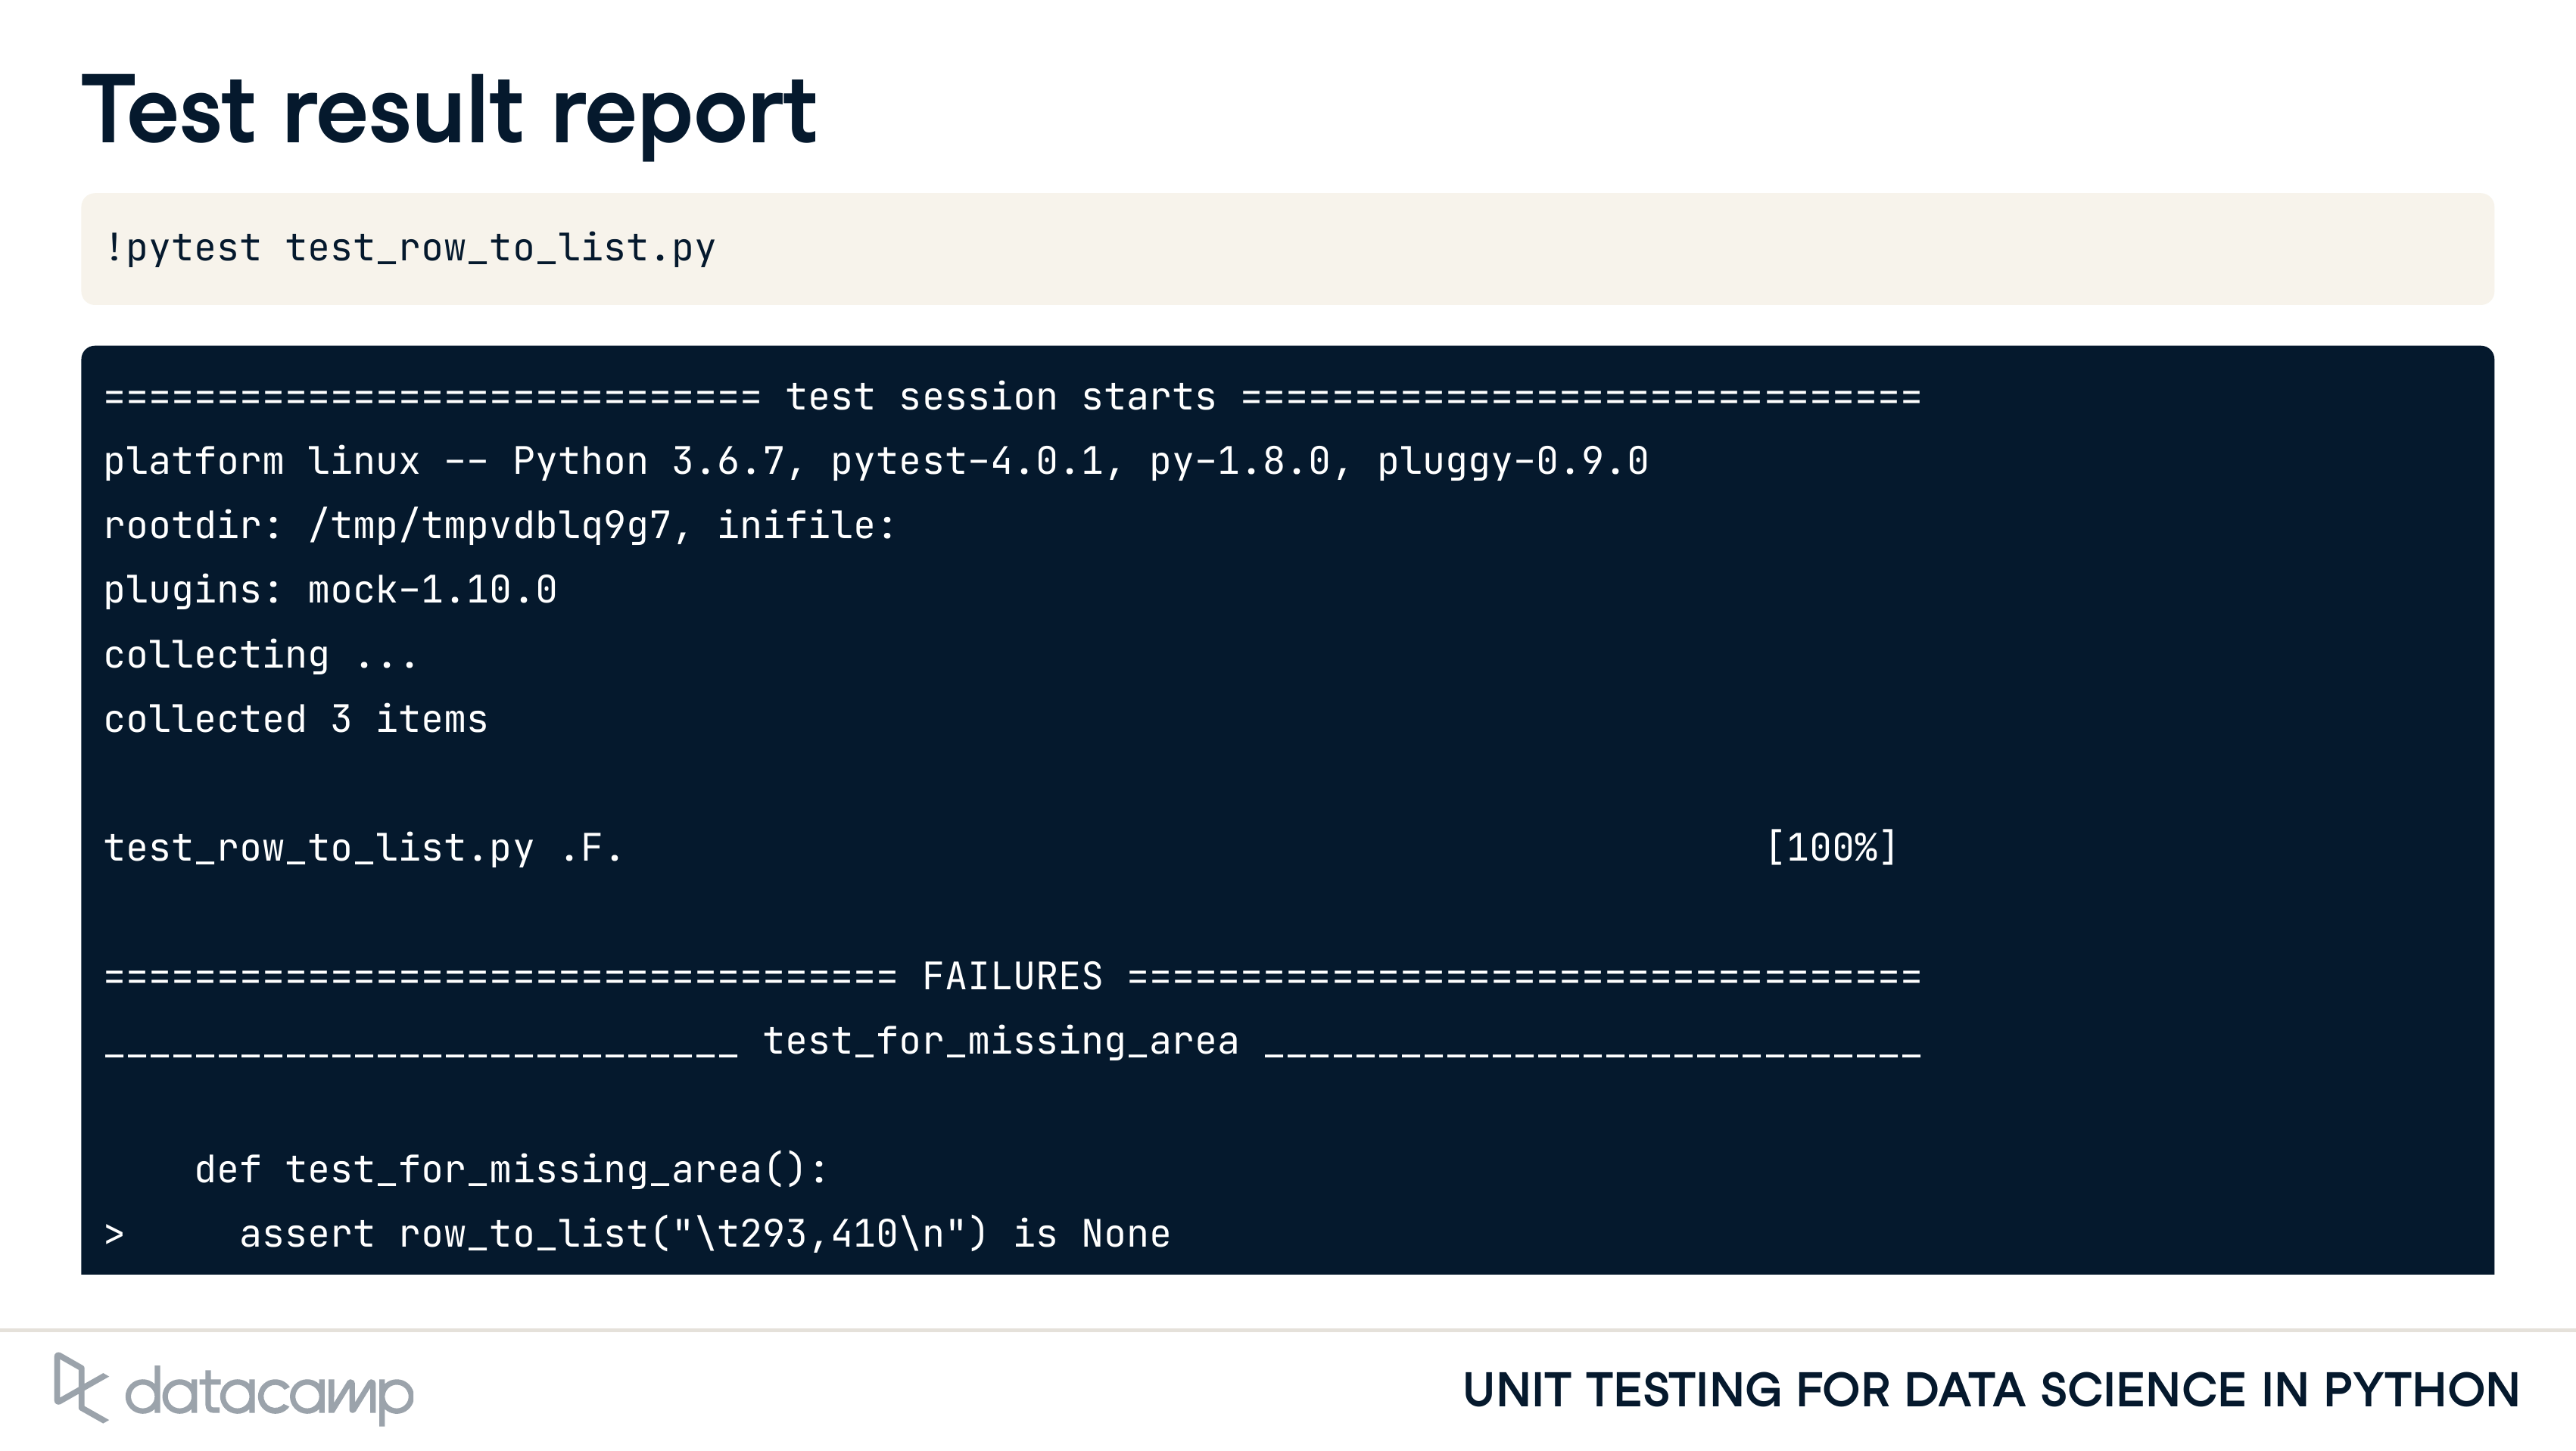 Test result report
!pytest test_row_to_list.py
============================= test session starts ==============================
platform linux -- Python 3.6.7, pytest-4.0.1, py-1.8.0, pluggy-0.9.0
rootdir: /tmp/tmpvdblq9g7, inifile:
plugins: mock-1.10.0
collecting ...
collected 3 items
test_row_to_list.py .F.                                                  [100%]
=================================== FAILURES ===================================
____________________________ test_for_missing_area _____________________________
    def test_for_missing_area():
>     assert row_to_list("\t293,410\n") is None
datacamp
UNIT TESTING FOR DATA SCIENCE IN PYTHON